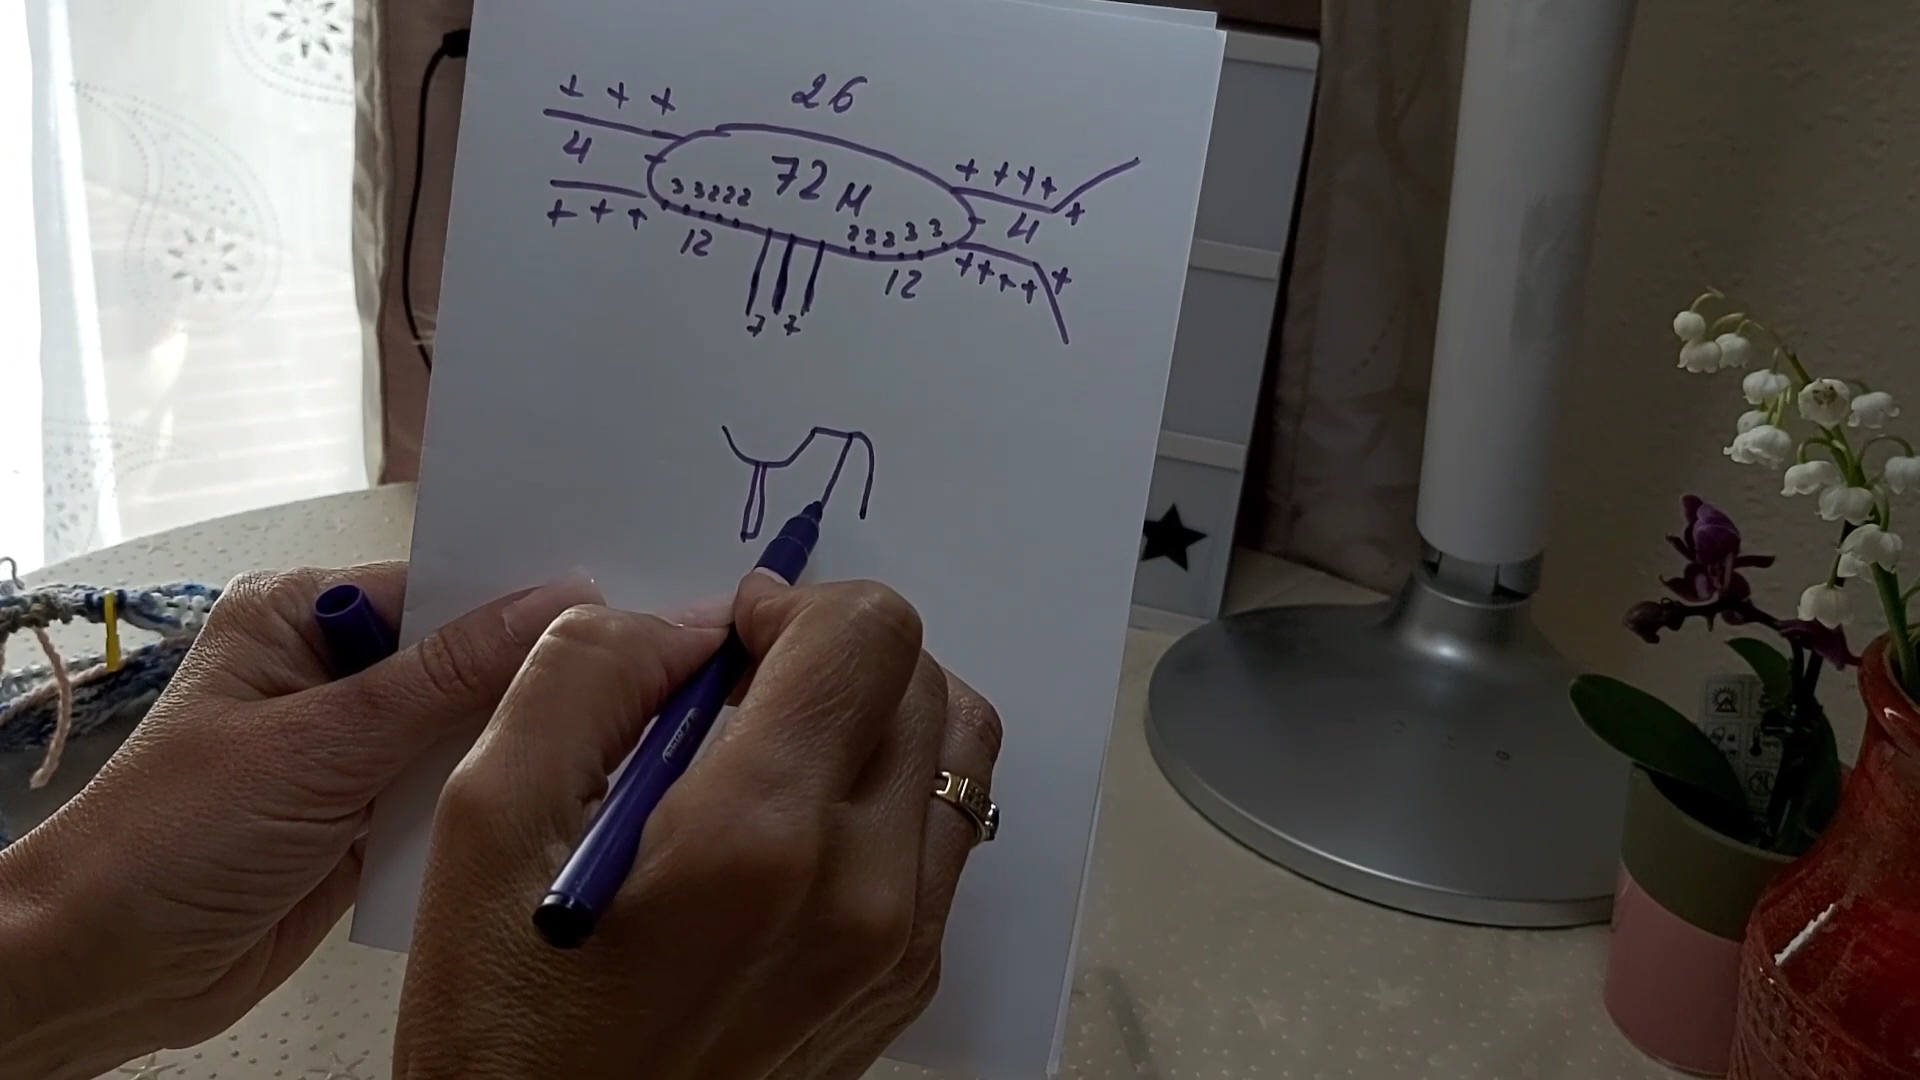 26
+ + +
4
+ + +
72 м
3 3 2 2 2
2 2 2 3 3
12
12
+ + + + +
4
+ + + + +
7 7